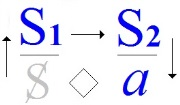 S1 → S2
$ ◇ a